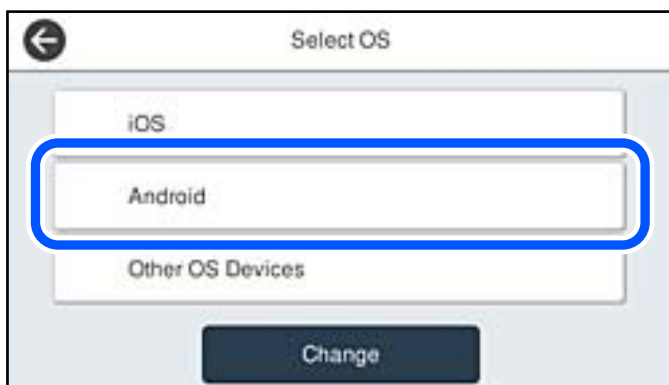 Select OS
iOS
Android
Other OS Devices
Change